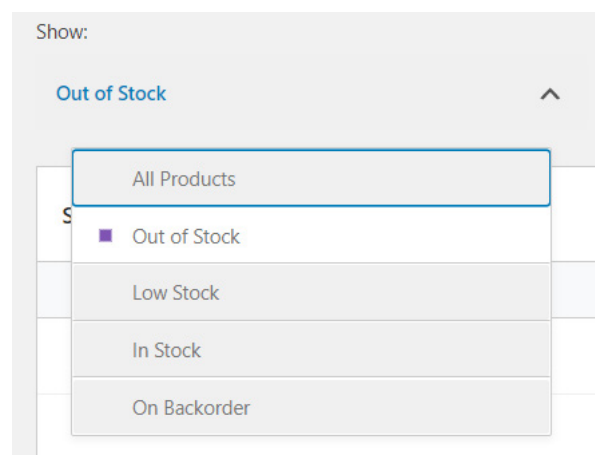 Show:
Out of Stock
All Products
S
Out of Stock
Low Stock
In Stock
On Backorder